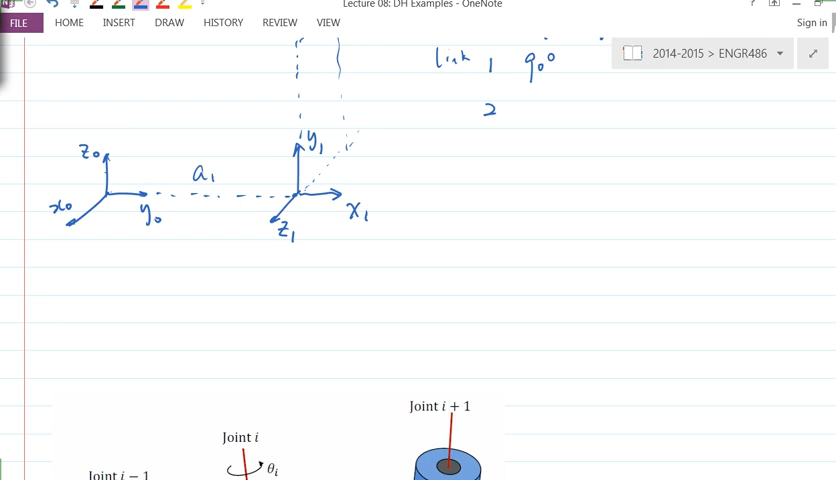 Lecture 08: DH Examples - OneNote
FILE HOME INSERT DRAW HISTORY REVIEW VIEW Sign in
2014-2015 > ENGR486
link 1 90°
2
z₀
y₁
a₁
x₀
y₀
x₁
z₁
Joint i + 1
Joint i
θᵢ
Joint i − 1